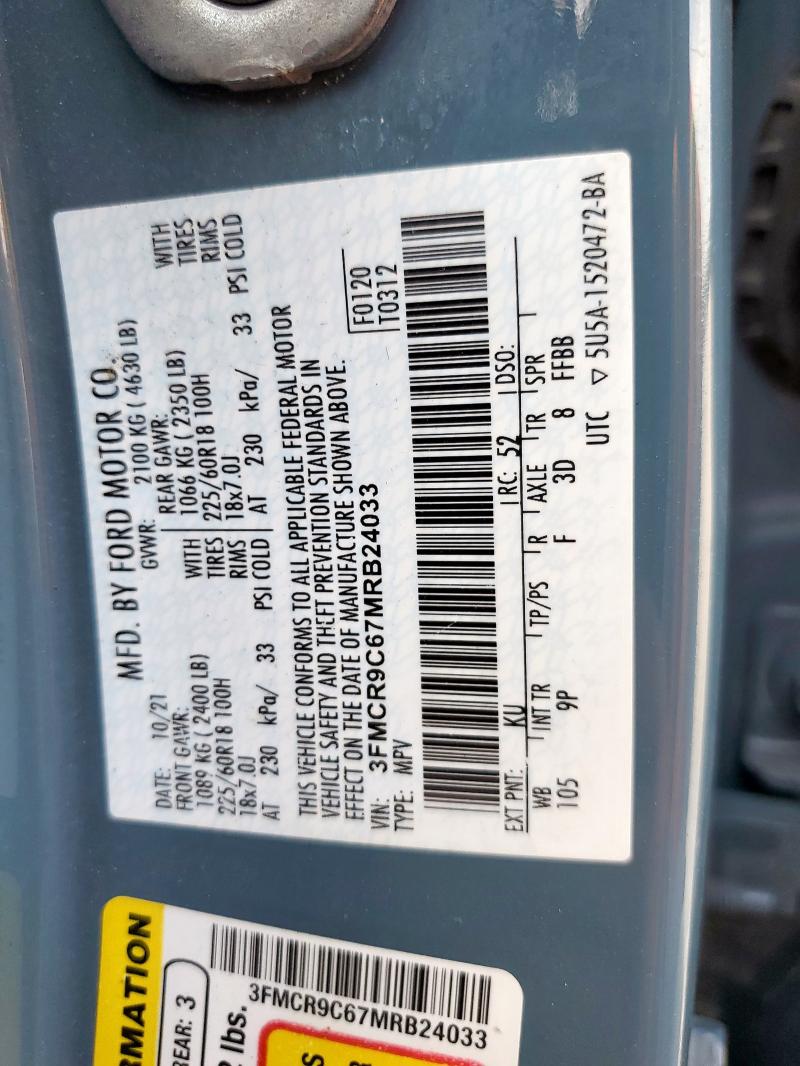 MFD. BY FORD MOTOR CO.
DATE: 10/21 GVWR: 2100 KG ( 4630 LB)
FRONT GAWR: REAR GAWR:
1089 KG ( 2400 LB) WITH 1066 KG ( 2350 LB) WITH
225/60R18 100H TIRES 225/60R18 100H TIRES
18x7.0J RIMS 18x7.0J RIMS
AT 230 kPa/ 33 PSI COLD AT 230 kPa/ 33 PSI COLD
THIS VEHICLE CONFORMS TO ALL APPLICABLE FEDERAL MOTOR
VEHICLE SAFETY AND THEFT PREVENTION STANDARDS IN
EFFECT ON THE DATE OF MANUFACTURE SHOWN ABOVE.
VIN: 3FMCR9C67MRB24033 F0120
TYPE: MPV T0312
EXT PNT: KU RC: 52 DSO:
WB INT TR TP/PS R AXLE TR SPR
105 9P F 3D 8 FFBB
UTC ▽ 5U5A-1520472-BA
RMATION
REAR: 3
3FMCR9C67MRB24033
lbs.